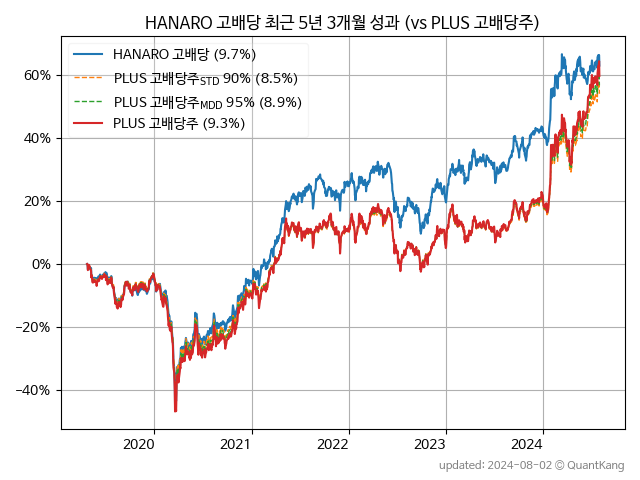 HANARO 고배당 최근 5년 3개월 성과 (vs PLUS 고배당주)
HANARO 고배당 (9.7%)
PLUS 고배당주STD 90% (8.5%)
PLUS 고배당주MDD 95% (8.9%)
PLUS 고배당주 (9.3%)
60%
40%
20%
0%
−20%
−40%
2020 2021 2022 2023 2024
updated: 2024-08-02 © QuantKang